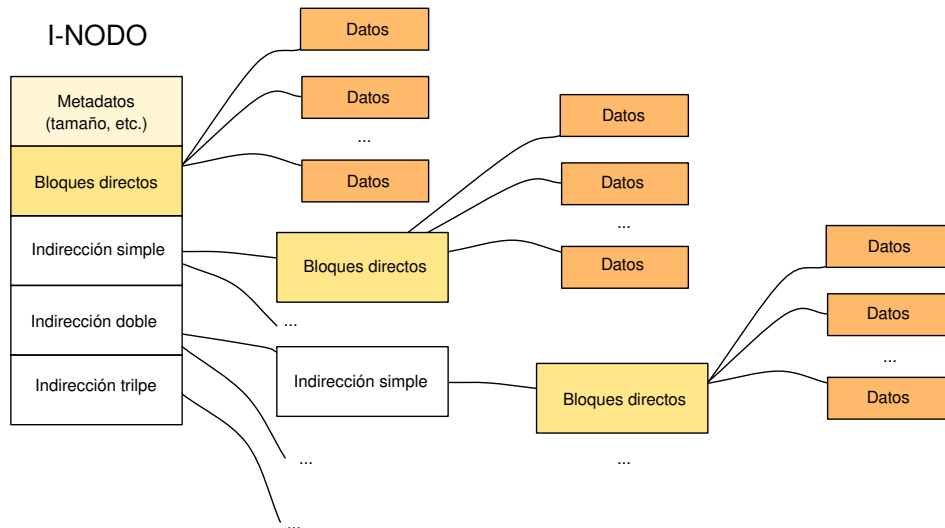 I-NODO
Metadatos
(tamaño, etc.)
Bloques directos
Indirección simple
Indirección doble
Indirección trilpe
Datos
Datos
...
Datos
Bloques directos
...
Indirección simple
...
...
Datos
Datos
...
Datos
Bloques directos
...
Datos
Datos
...
Datos